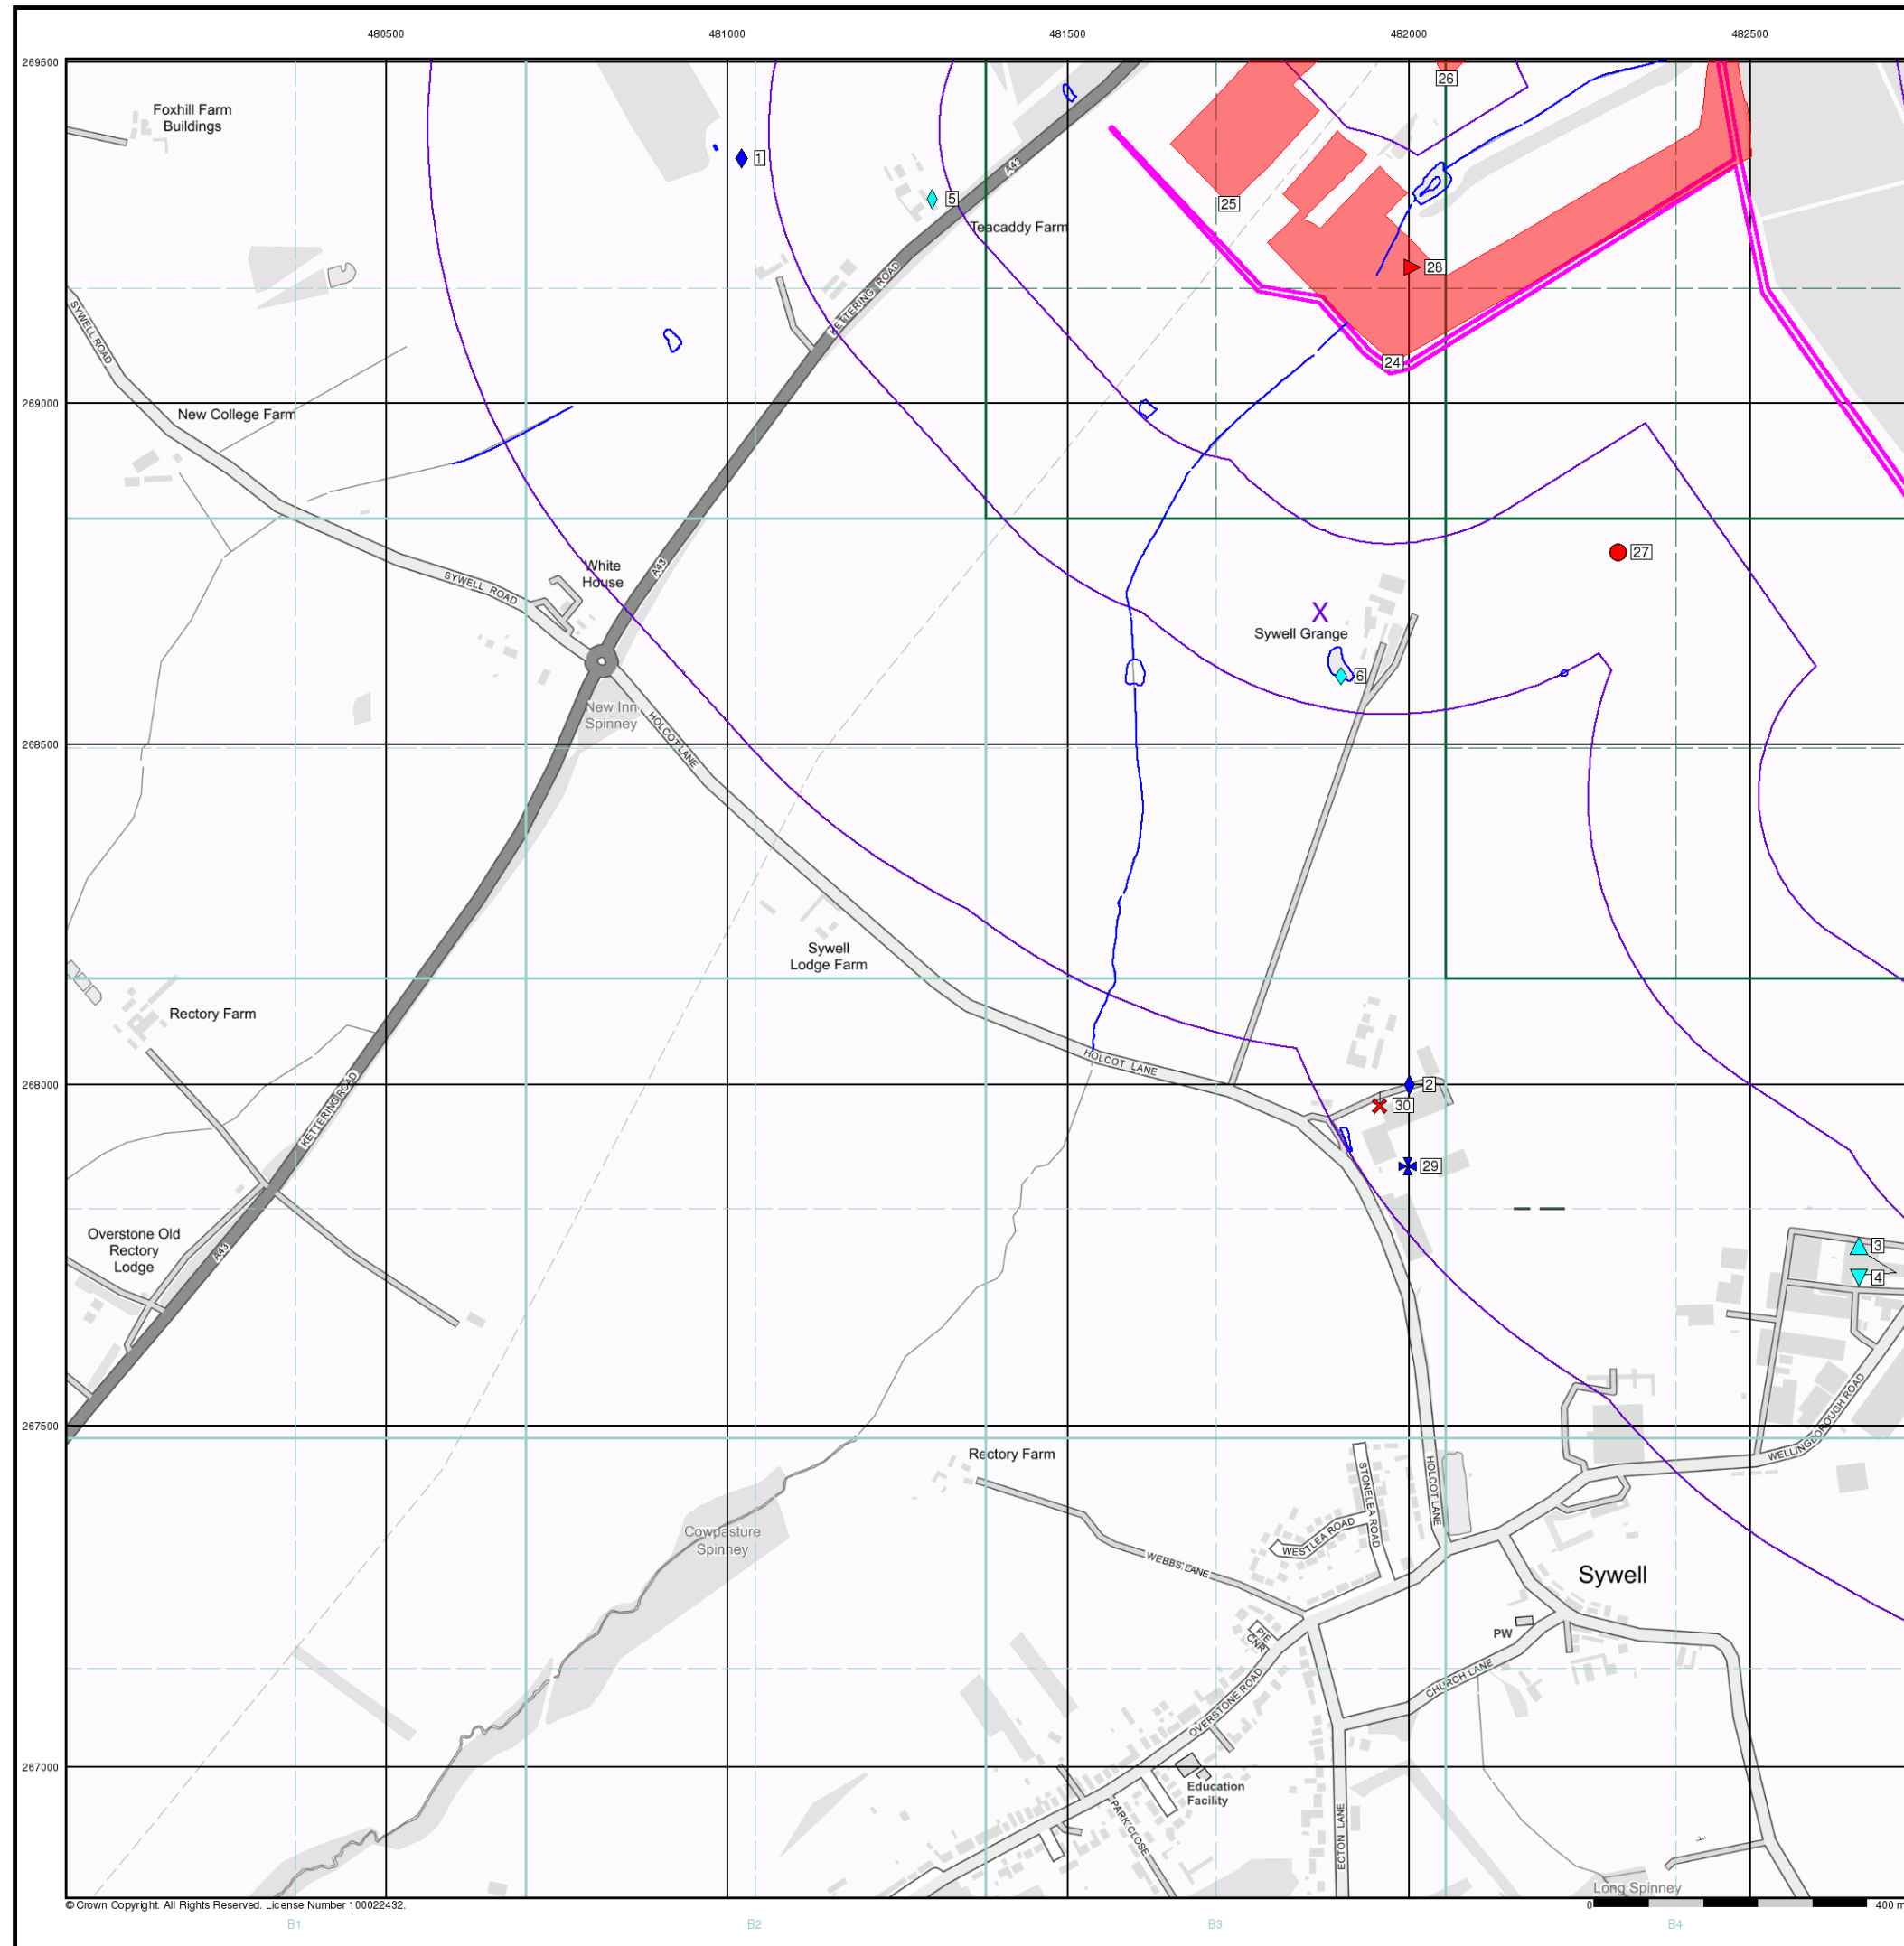 480500 481000 481500 482000 482500
269500
26
Foxhill Farm
Buildings
1
A43
5
25
Teacaddy Farm
28
KETTERING ROAD
SYWELL ROAD
24
269000
New College Farm
27
White
House
A43
SYWELL ROAD
X
Sywell Grange
6
New Inn
Spinney
HOLCOT LANE
268500
Sywell
Lodge Farm
Rectory Farm
HOLCOT LANE
268000
2
30
KETTERING ROAD
29
Overstone Old
Rectory
Lodge
A43
3
4
267500
WELLINGBOROUGH ROAD
Rectory Farm
HOLCOT LANE
STONELEA ROAD
WESTLEA ROAD
Cowpasture
Spinney
WEBBS LANE
Sywell
PW
PIE
CNR
CHURCH LANE
OVERSTONE ROAD
267000
Education
Facility
PARK CLOSE
ECTON LANE
Long Spinney
© Crown Copyright. All Rights Reserved. License Number 100022432.
0 400 m
B1 B2 B3 B4